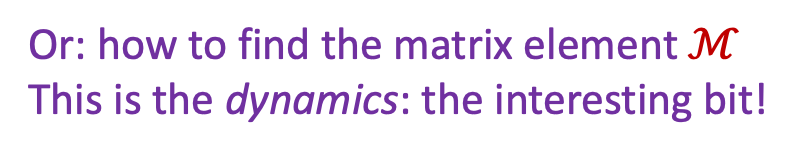 Or: how to find the matrix element ℳ
This is the dynamics: the interesting bit!